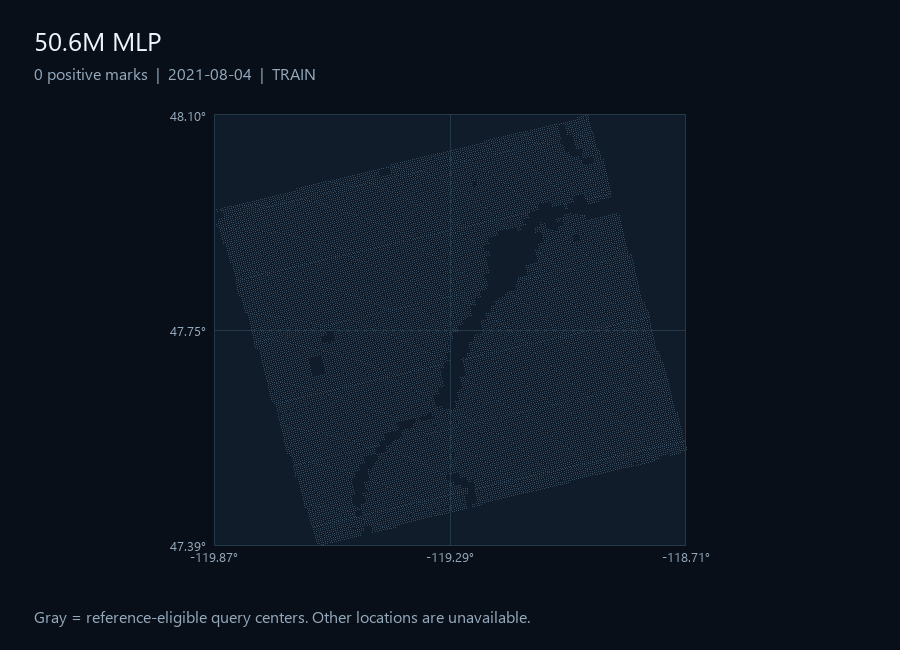 50.6M MLP
0 positive marks | 2021-08-04 | TRAIN
48.10°
47.75°
47.39°
-119.87°
-119.29°
-118.71°
Gray = reference-eligible query centers. Other locations are unavailable.